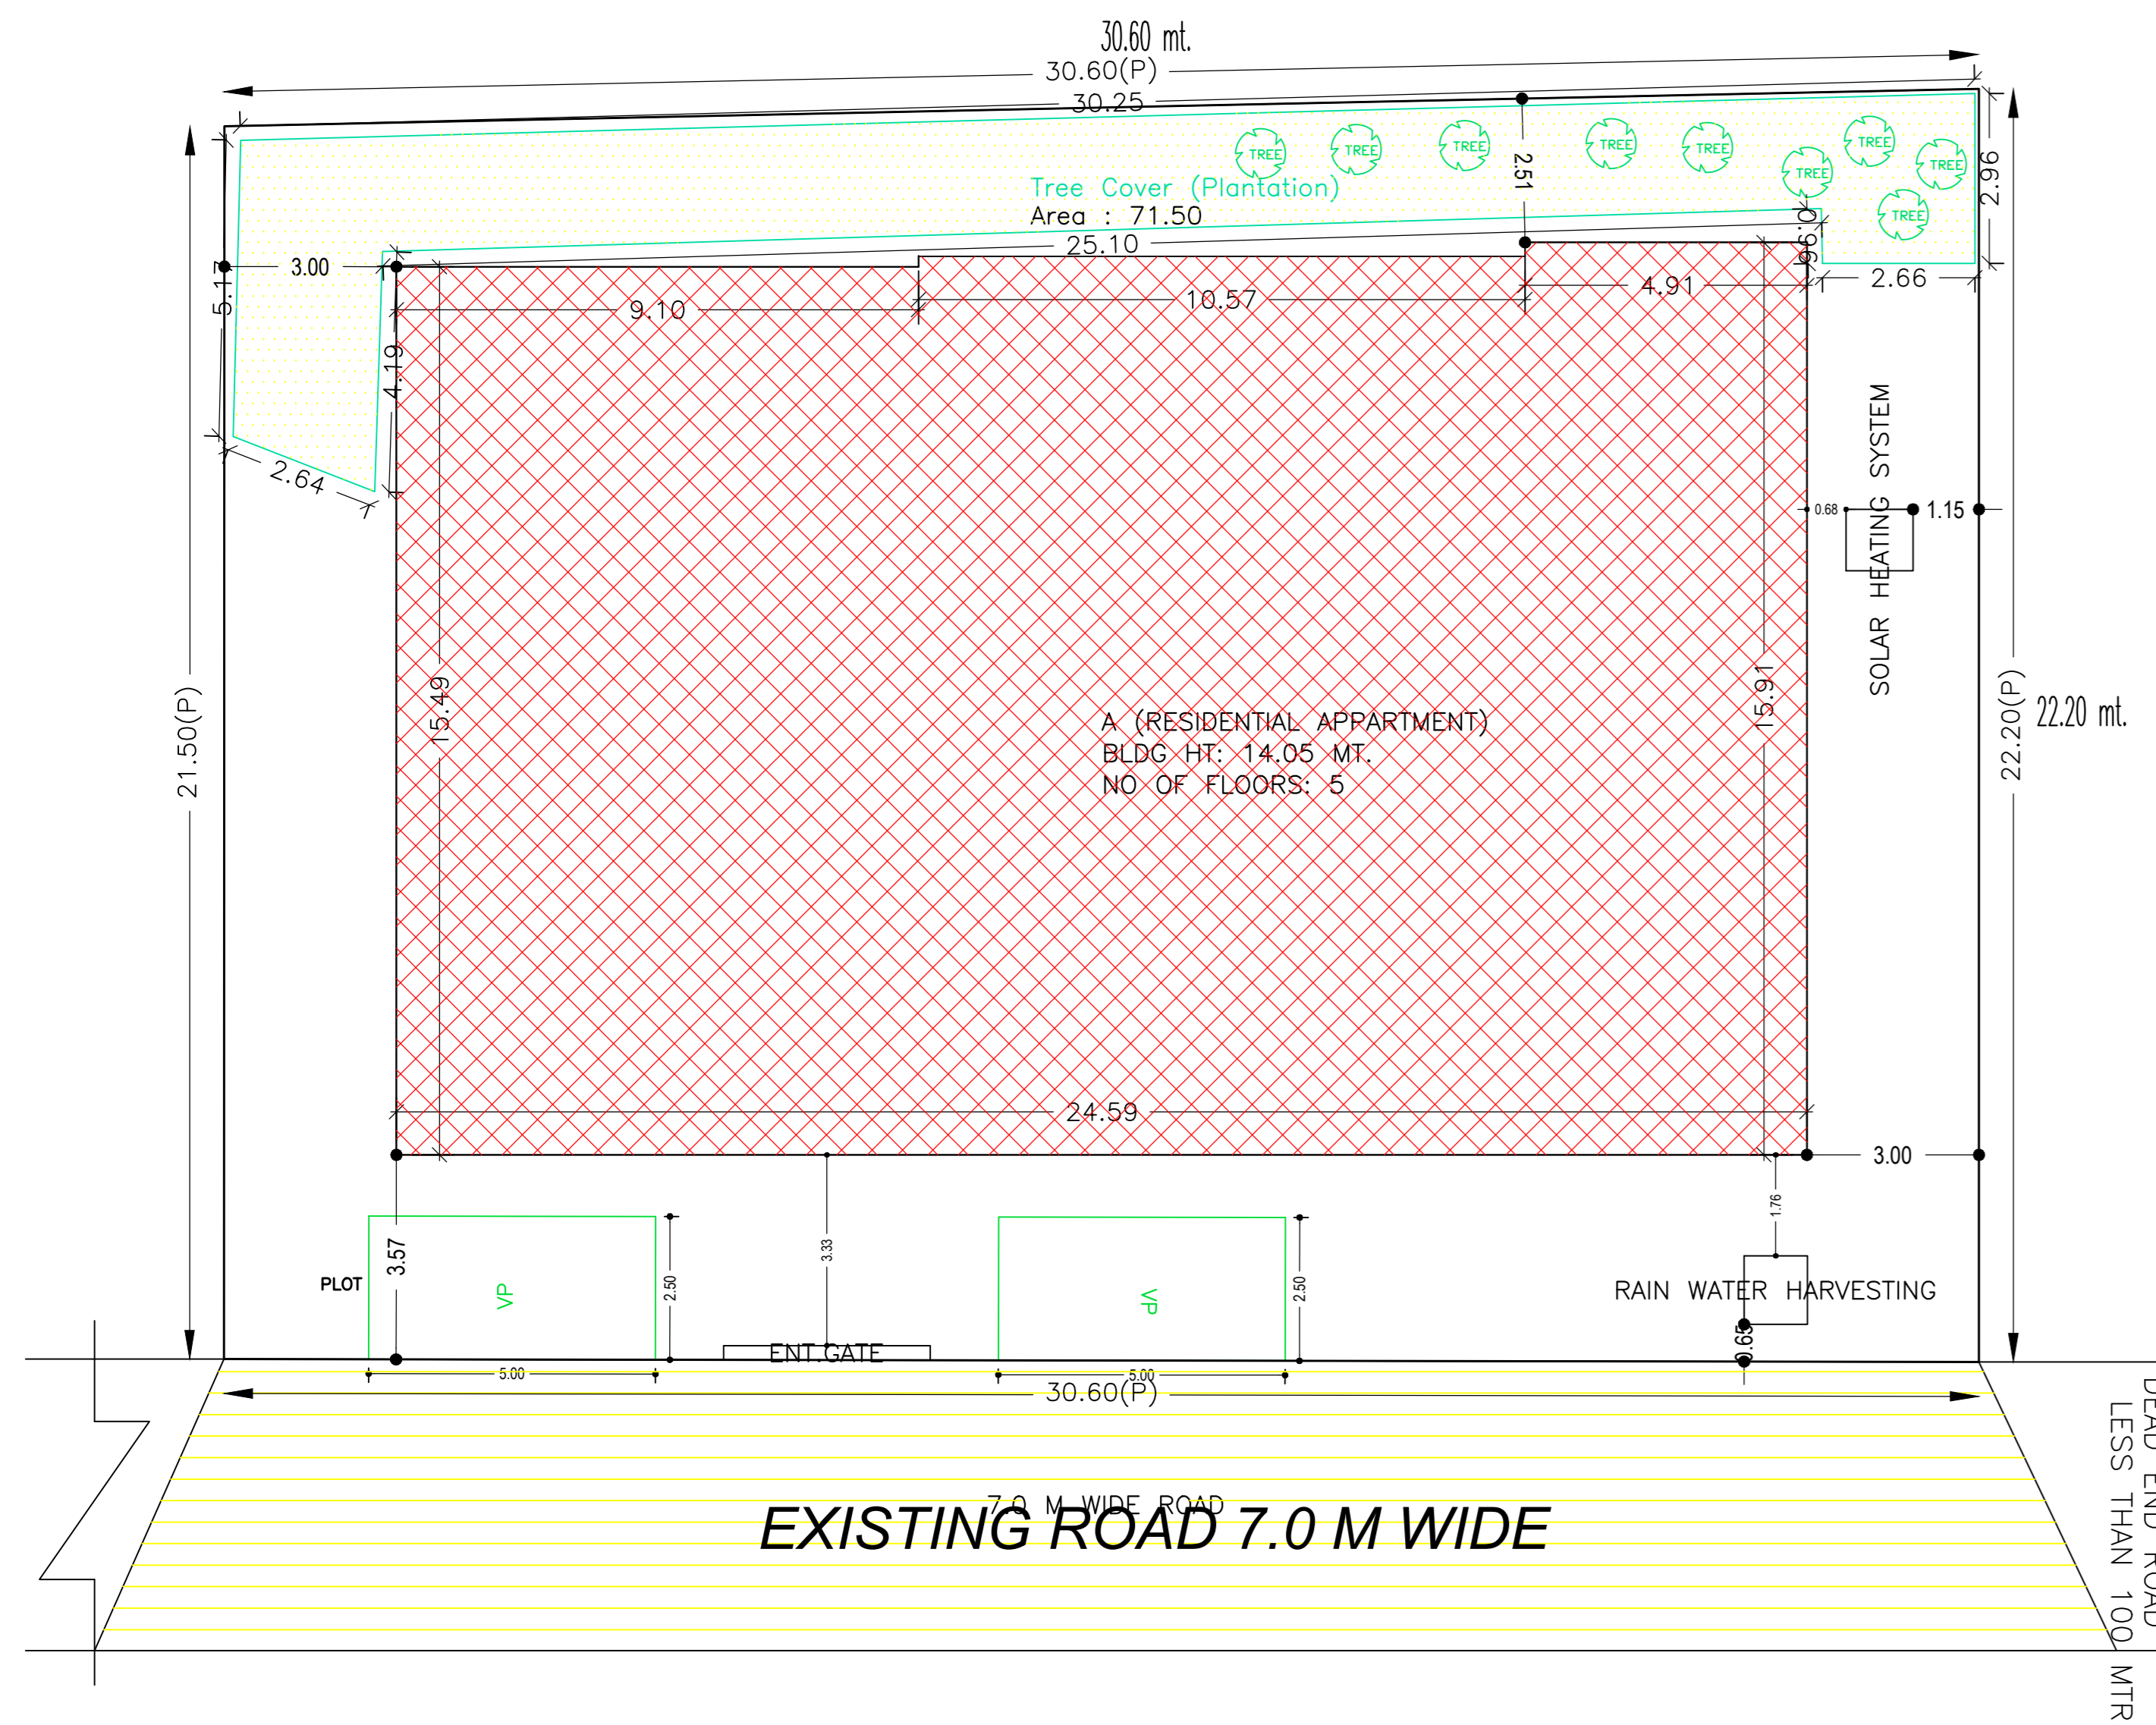 30.60 mt.
30.60(P)
30.25
TREE
TREE
TREE
TREE
TREE
TREE
TREE
TREE
TREE
2.51
2.96
Tree Cover (Plantation)
Area : 71.50
25.10
0.96
3.00
5.17
2.66
4.91
10.57
9.10
4.19
2.64
SOLAR HEATING SYSTEM
0.68
1.15
15.49
15.91
21.50(P)
22.20(P)
22.20 mt.
A (RESIDENTIAL APPARTMENT)
BLDG HT: 14.05 MT.
NO OF FLOORS: 5
24.59
3.00
1.76
3.57
3.33
PLOT
VP
2.50
VP
2.50
RAIN WATER HARVESTING
0.65
ENT.GATE
5.00
5.00
30.60(P)
7.0 M WIDE ROAD
EXISTING ROAD 7.0 M WIDE
DEAD END ROAD
LESS THAN 100 MTR